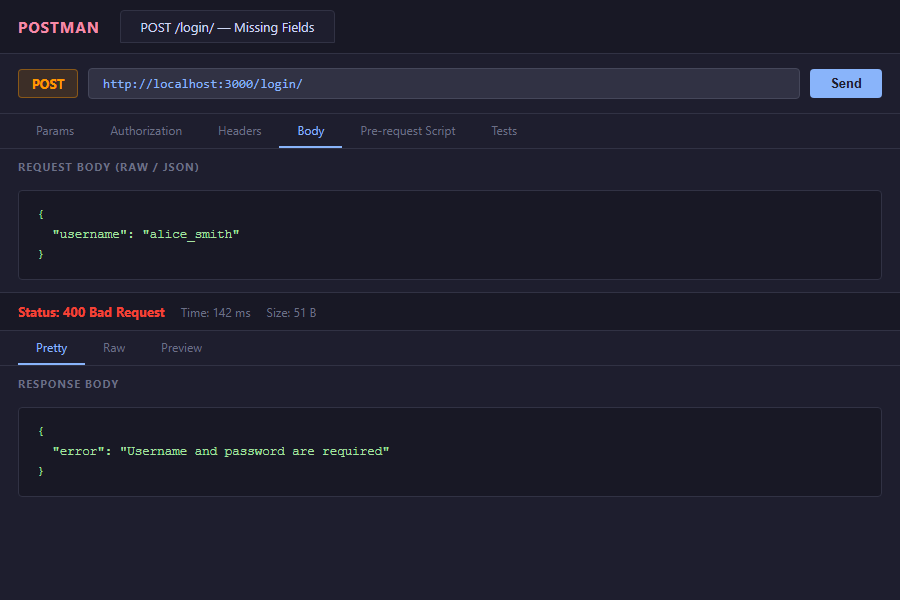 POSTMAN
POST /login/ — Missing Fields
POST
http://localhost:3000/login/
Send
Params
Authorization
Headers
Body
Pre-request Script
Tests
REQUEST BODY (RAW / JSON)
{
"username": "alice_smith"
}
Status: 400 Bad Request
Time: 142 ms
Size: 51 B
Pretty
Raw
Preview
RESPONSE BODY
{
"error": "Username and password are required"
}